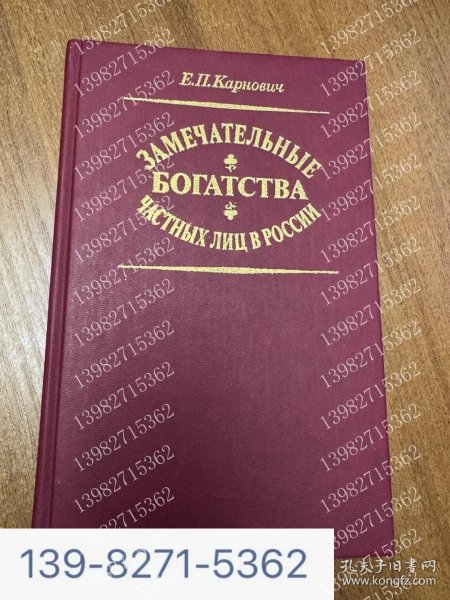 Е.П.Карнович
ЗАМЕЧАТЕЛЬНЫЕ
БОГАТСТВА
ЧАСТНЫХ ЛИЦ В РОССИИ
13982715362
139-8271-5362
孔夫子旧书网
www.kongfz.com